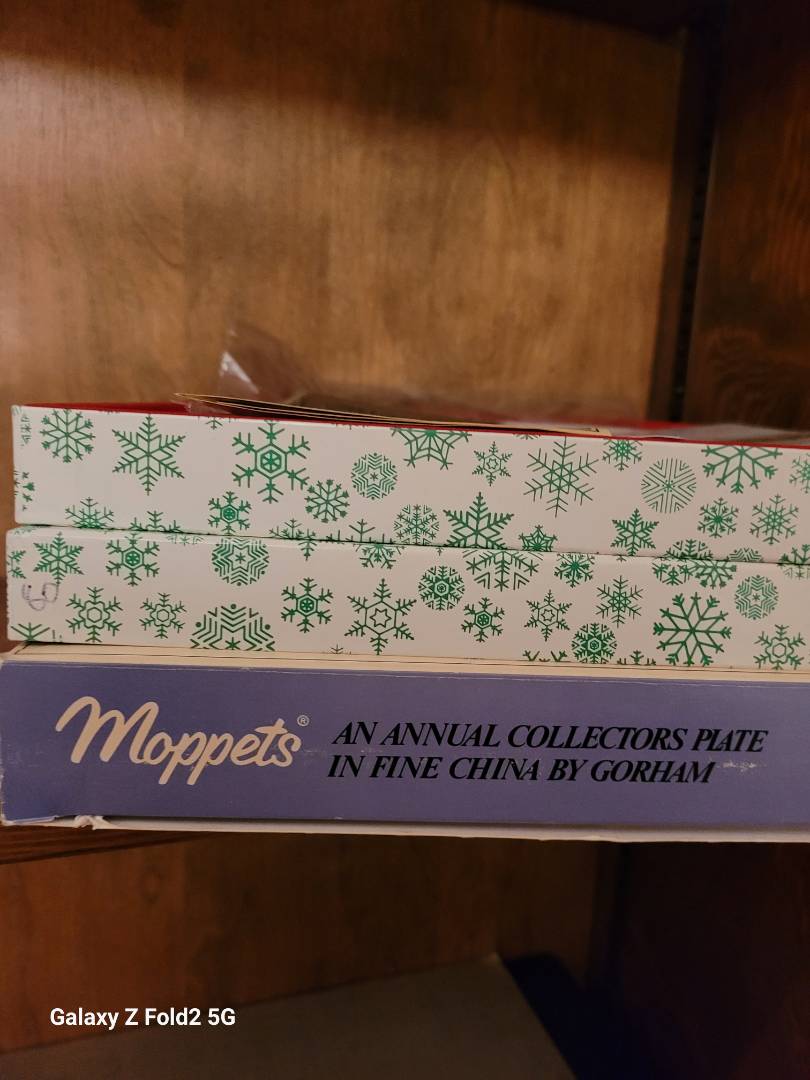 Moppets®
AN ANNUAL COLLECTORS PLATE
IN FINE CHINA BY GORHAM
Galaxy Z Fold2 5G